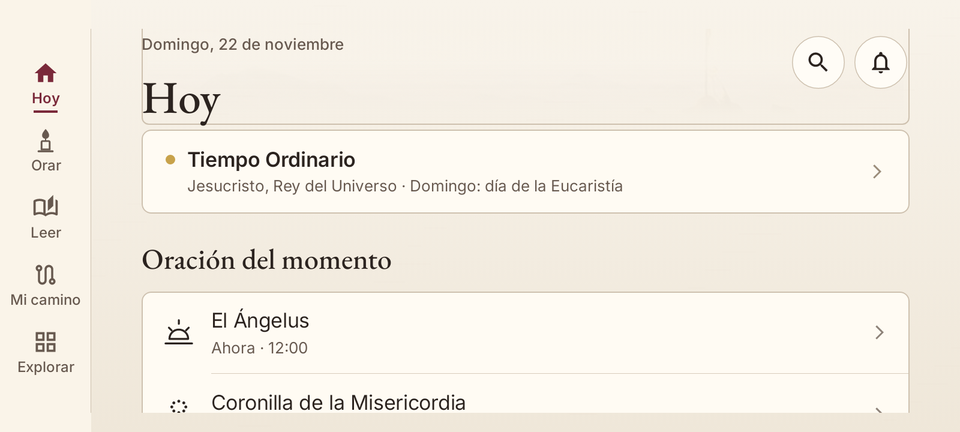 Domingo, 22 de noviembre
Hoy
Hoy
Orar
Leer
Mi camino
Explorar
Tiempo Ordinario
Jesucristo, Rey del Universo · Domingo: día de la Eucaristía
Oración del momento
El Ángelus
Ahora · 12:00
Coronilla de la Misericordia